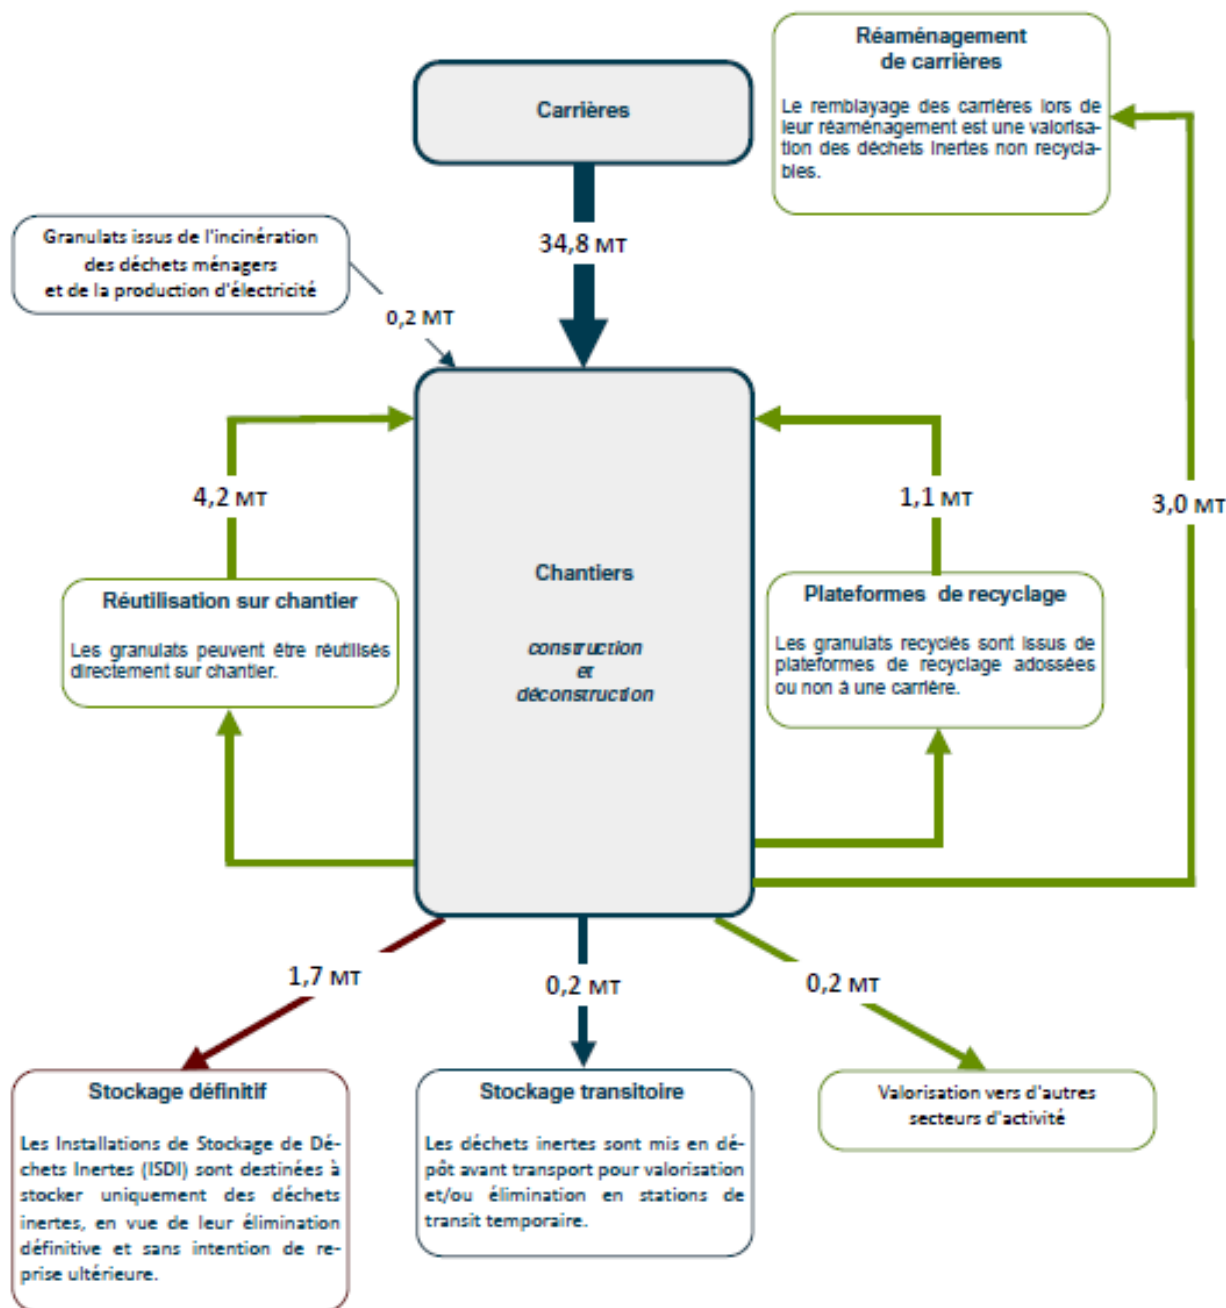 Réaménagement
de carrières
Le remblayage des carrières lors de
leur réaménagement est une valorisa-
tion des déchets inertes non recycla-
bles.
Carrières
34,8 MT
Granulats issus de l'incinération
des déchets ménagers
et de la production d'électricité
0,2 MT
4,2 MT
1,1 MT
3,0 MT
Chantiers
construction
et
déconstruction
Réutilisation sur chantier
Les granulats peuvent être réutilisés
directement sur chantier.
Plateformes de recyclage
Les granulats recyclés sont issus de
plateformes de recyclage adossées
ou non à une carrière.
1,7 MT
0,2 MT
0,2 MT
Stockage définitif
Les Installations de Stockage de Dé-
chets Inertes (ISDI) sont destinées à
stocker uniquement des déchets
inertes, en vue de leur élimination
définitive et sans intention de re-
prise ultérieure.
Stockage transitoire
Les déchets inertes sont mis en dé-
pôt avant transport pour valorisation
et/ou élimination en stations de
transit temporaire.
Valorisation vers d'autres
secteurs d'activité